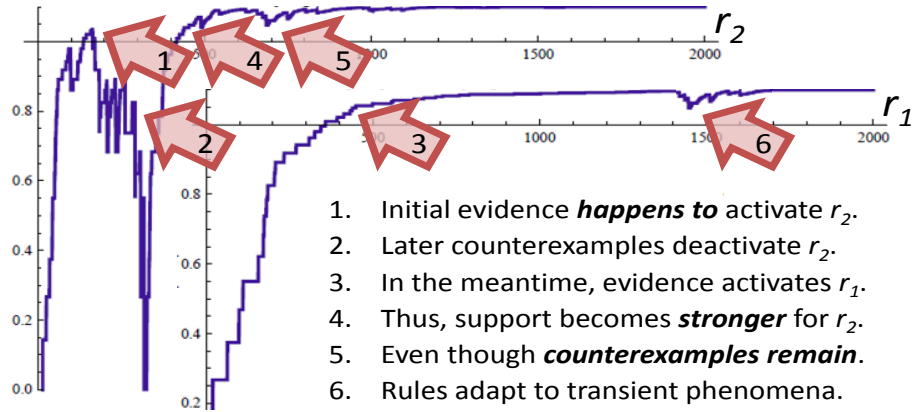 r2
500
1000
1500
2000
1
4
5
0.8
r1
500
1000
1500
2000
2
3
6
0.6
0.8
1. Initial evidence happens to activate r2.
0.4
0.6
2. Later counterexamples deactivate r2.
3. In the meantime, evidence activates r1.
0.2
0.4
4. Thus, support becomes stronger for r2.
5. Even though counterexamples remain.
0.0
0.2
6. Rules adapt to transient phenomena.